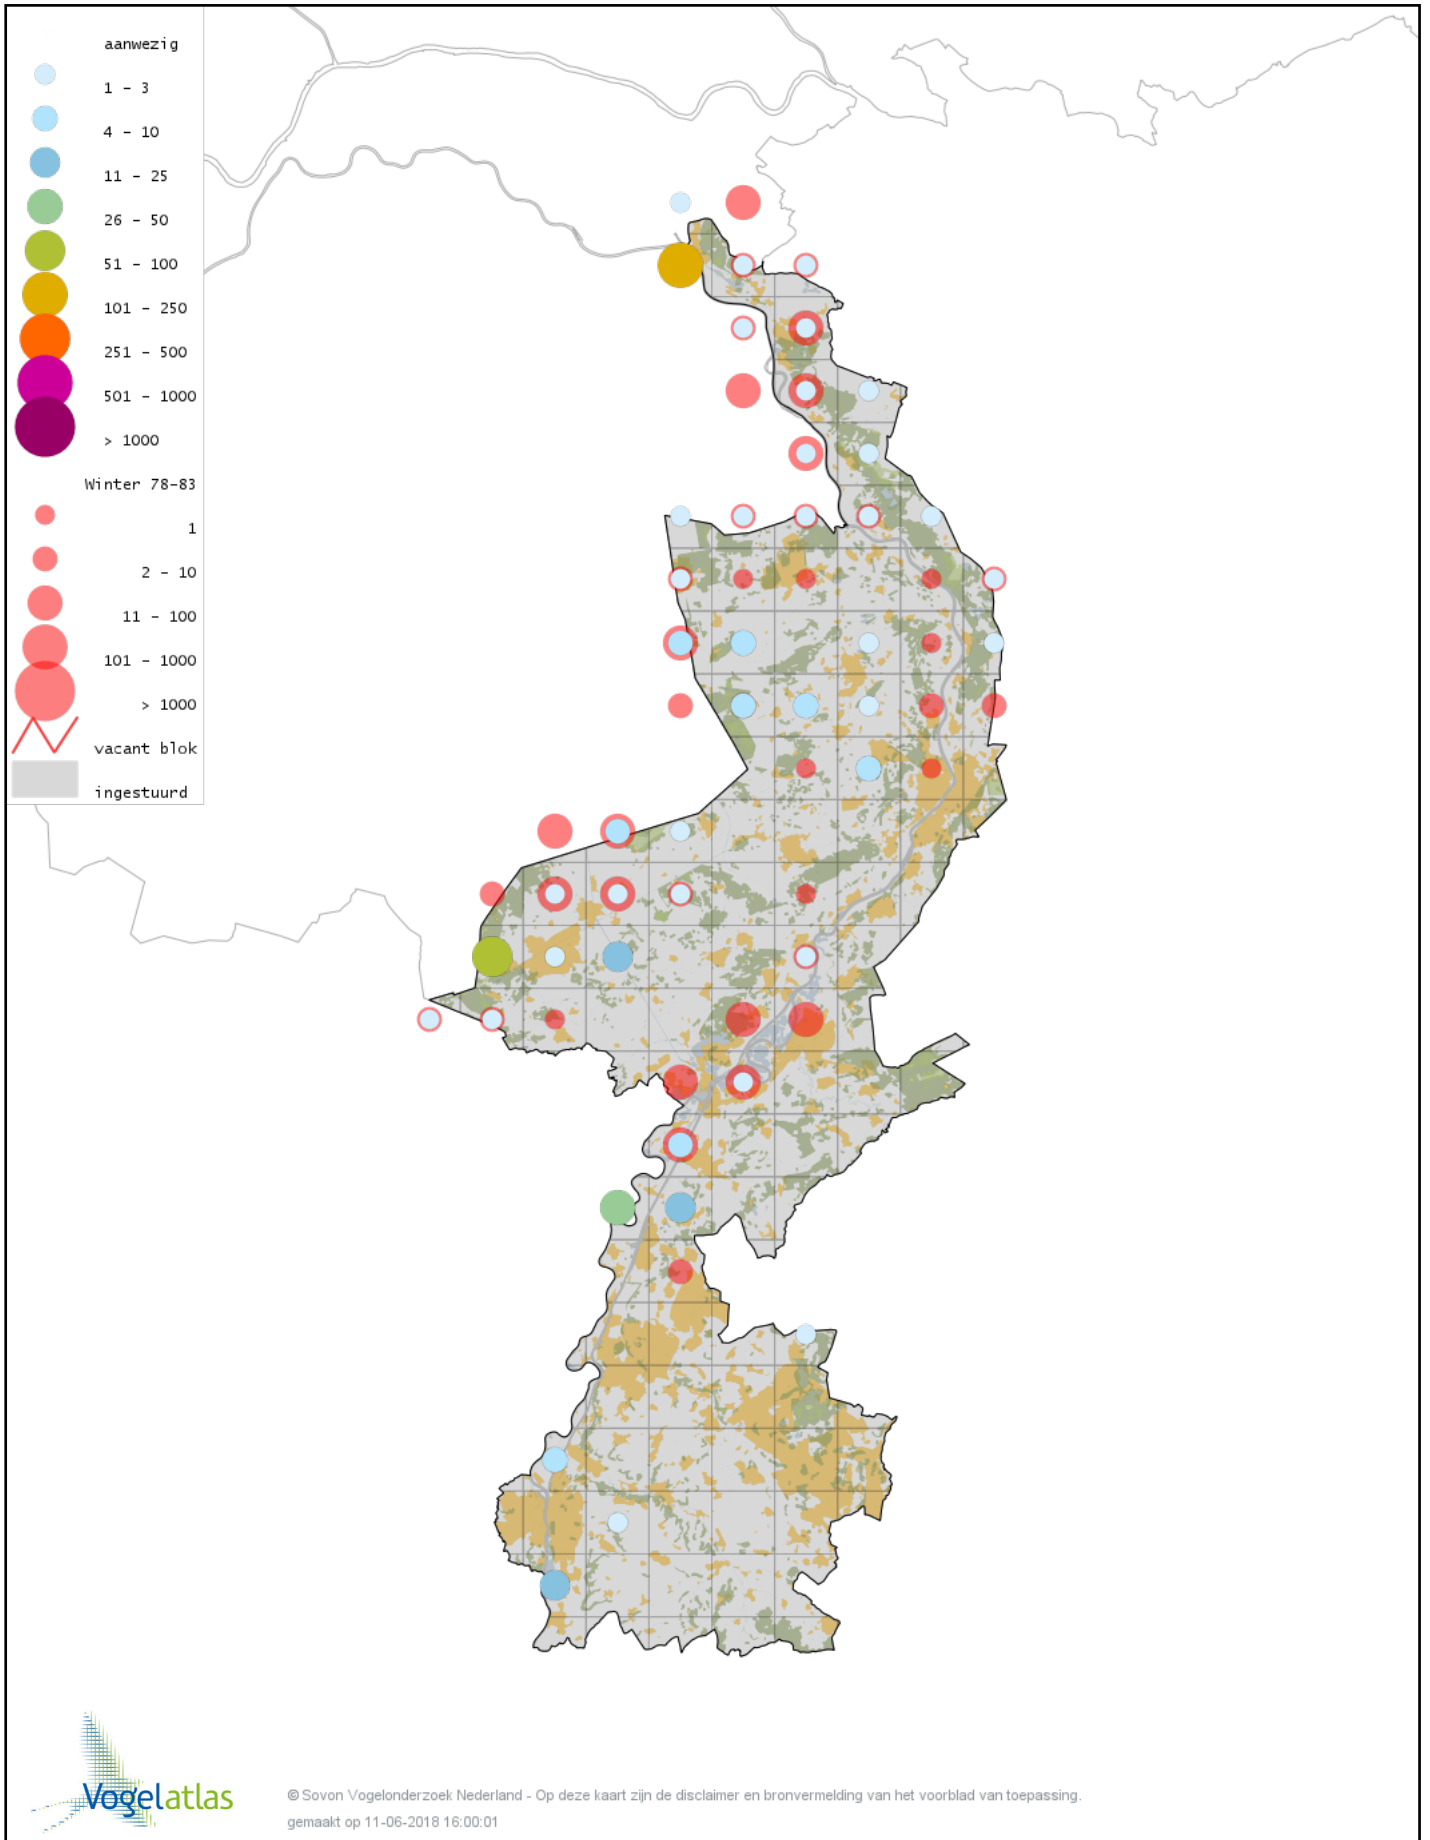 aanwezig
1 – 3
4 – 10
11 – 25
26 – 50
51 – 100
101 – 250
251 – 500
501 – 1000
> 1000
Winter 78-83
1
2 – 10
11 – 100
101 – 1000
> 1000
vacant blok
ingestuurd
Vogelatlas
© Sovon Vogelonderzoek Nederland - Op deze kaart zijn de disclaimer en bronvermelding van het voorblad van toepassing.
gemaakt op 11-06-2018 16:00:01